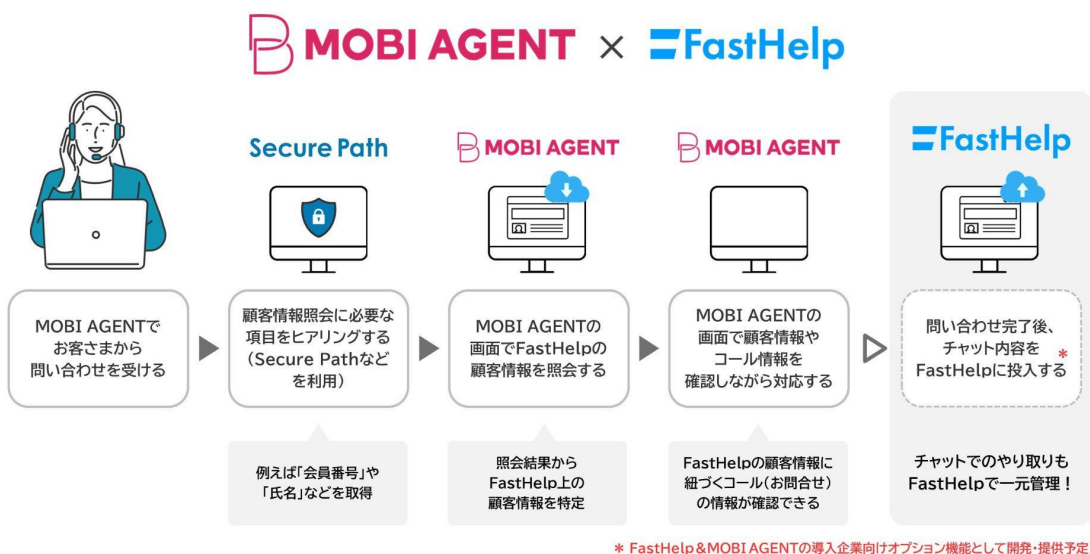 MOBI AGENT × FastHelp
MOBI AGENTで
お客さまから
問い合わせを受ける
Secure Path
顧客情報照会に必要な
項目をヒアリングする
（Secure Pathなど
を利用）
例えば「会員番号」や
「氏名」などを取得
MOBI AGENT
MOBI AGENTの
画面でFastHelpの
顧客情報を照会する
照会結果から
FastHelp上の
顧客情報を特定
MOBI AGENT
MOBI AGENTの
画面で顧客情報や
コール情報を
確認しながら対応する
FastHelpの顧客情報に
紐づくコール（お問合せ）
の情報が確認できる
FastHelp
問い合わせ完了後、
チャット内容を
FastHelpに投入する*
チャットでのやり取りも
FastHelpで一元管理！
* FastHelp＆MOBI AGENTの導入企業向けオプション機能として開発・提供予定